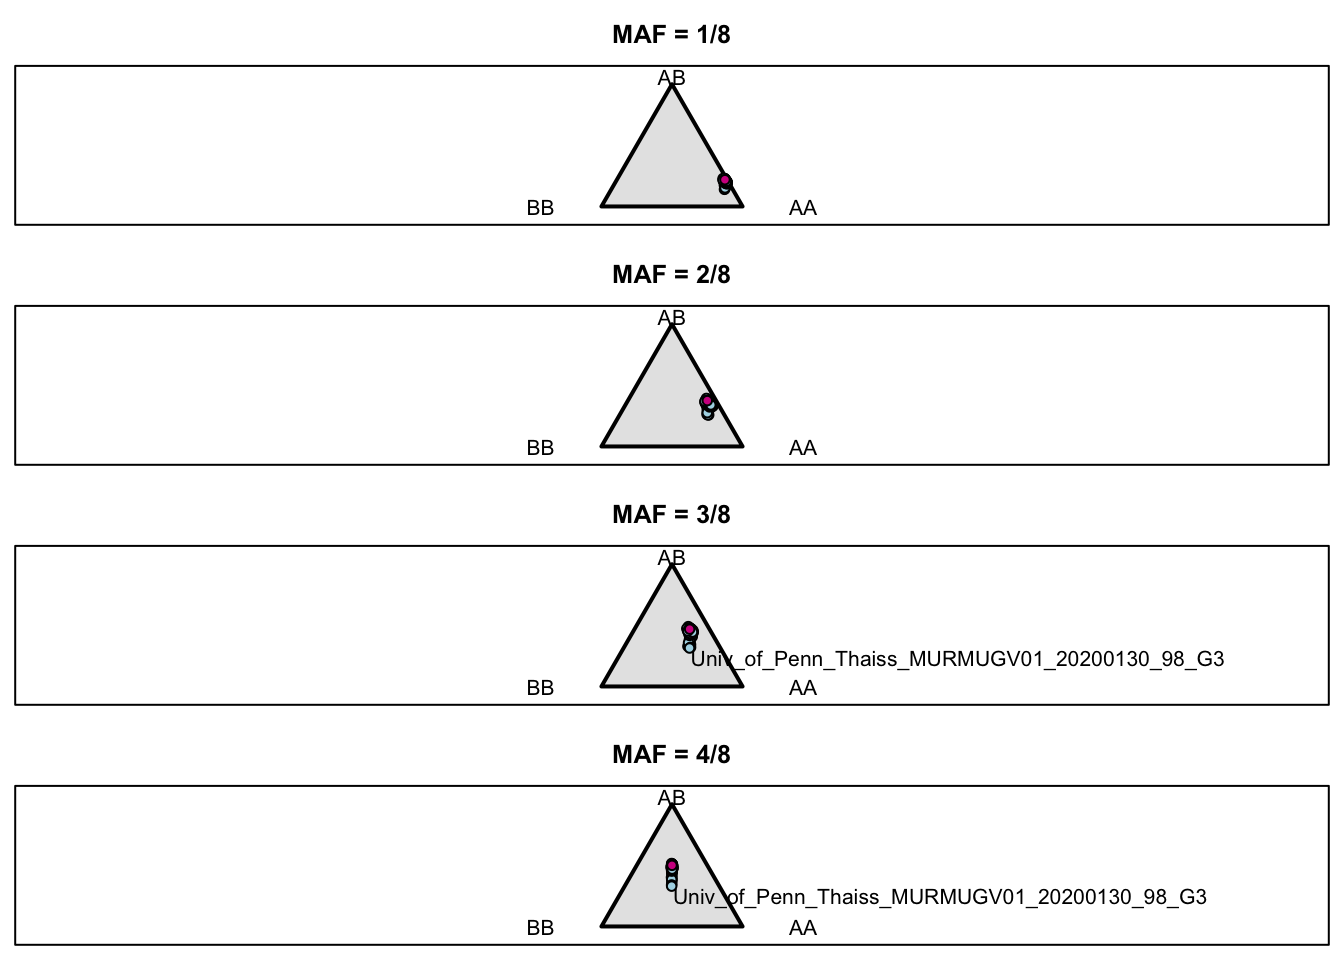 MAF = 1/8
AB
BB
AA
MAF = 2/8
AB
BB
AA
MAF = 3/8
AB
Univ_of_Penn_Thaiss_MURMUGV01_20200130_98_G3
BB
AA
MAF = 4/8
AB
Univ_of_Penn_Thaiss_MURMUGV01_20200130_98_G3
BB
AA